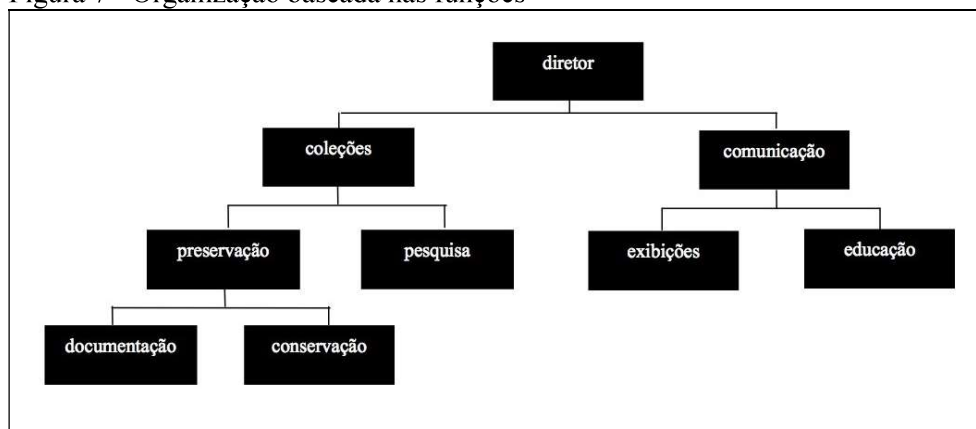 Figura 7 - Organização baseada nas funções
diretor
coleções
comunicação
preservação
pesquisa
exibições
educação
documentação
conservação